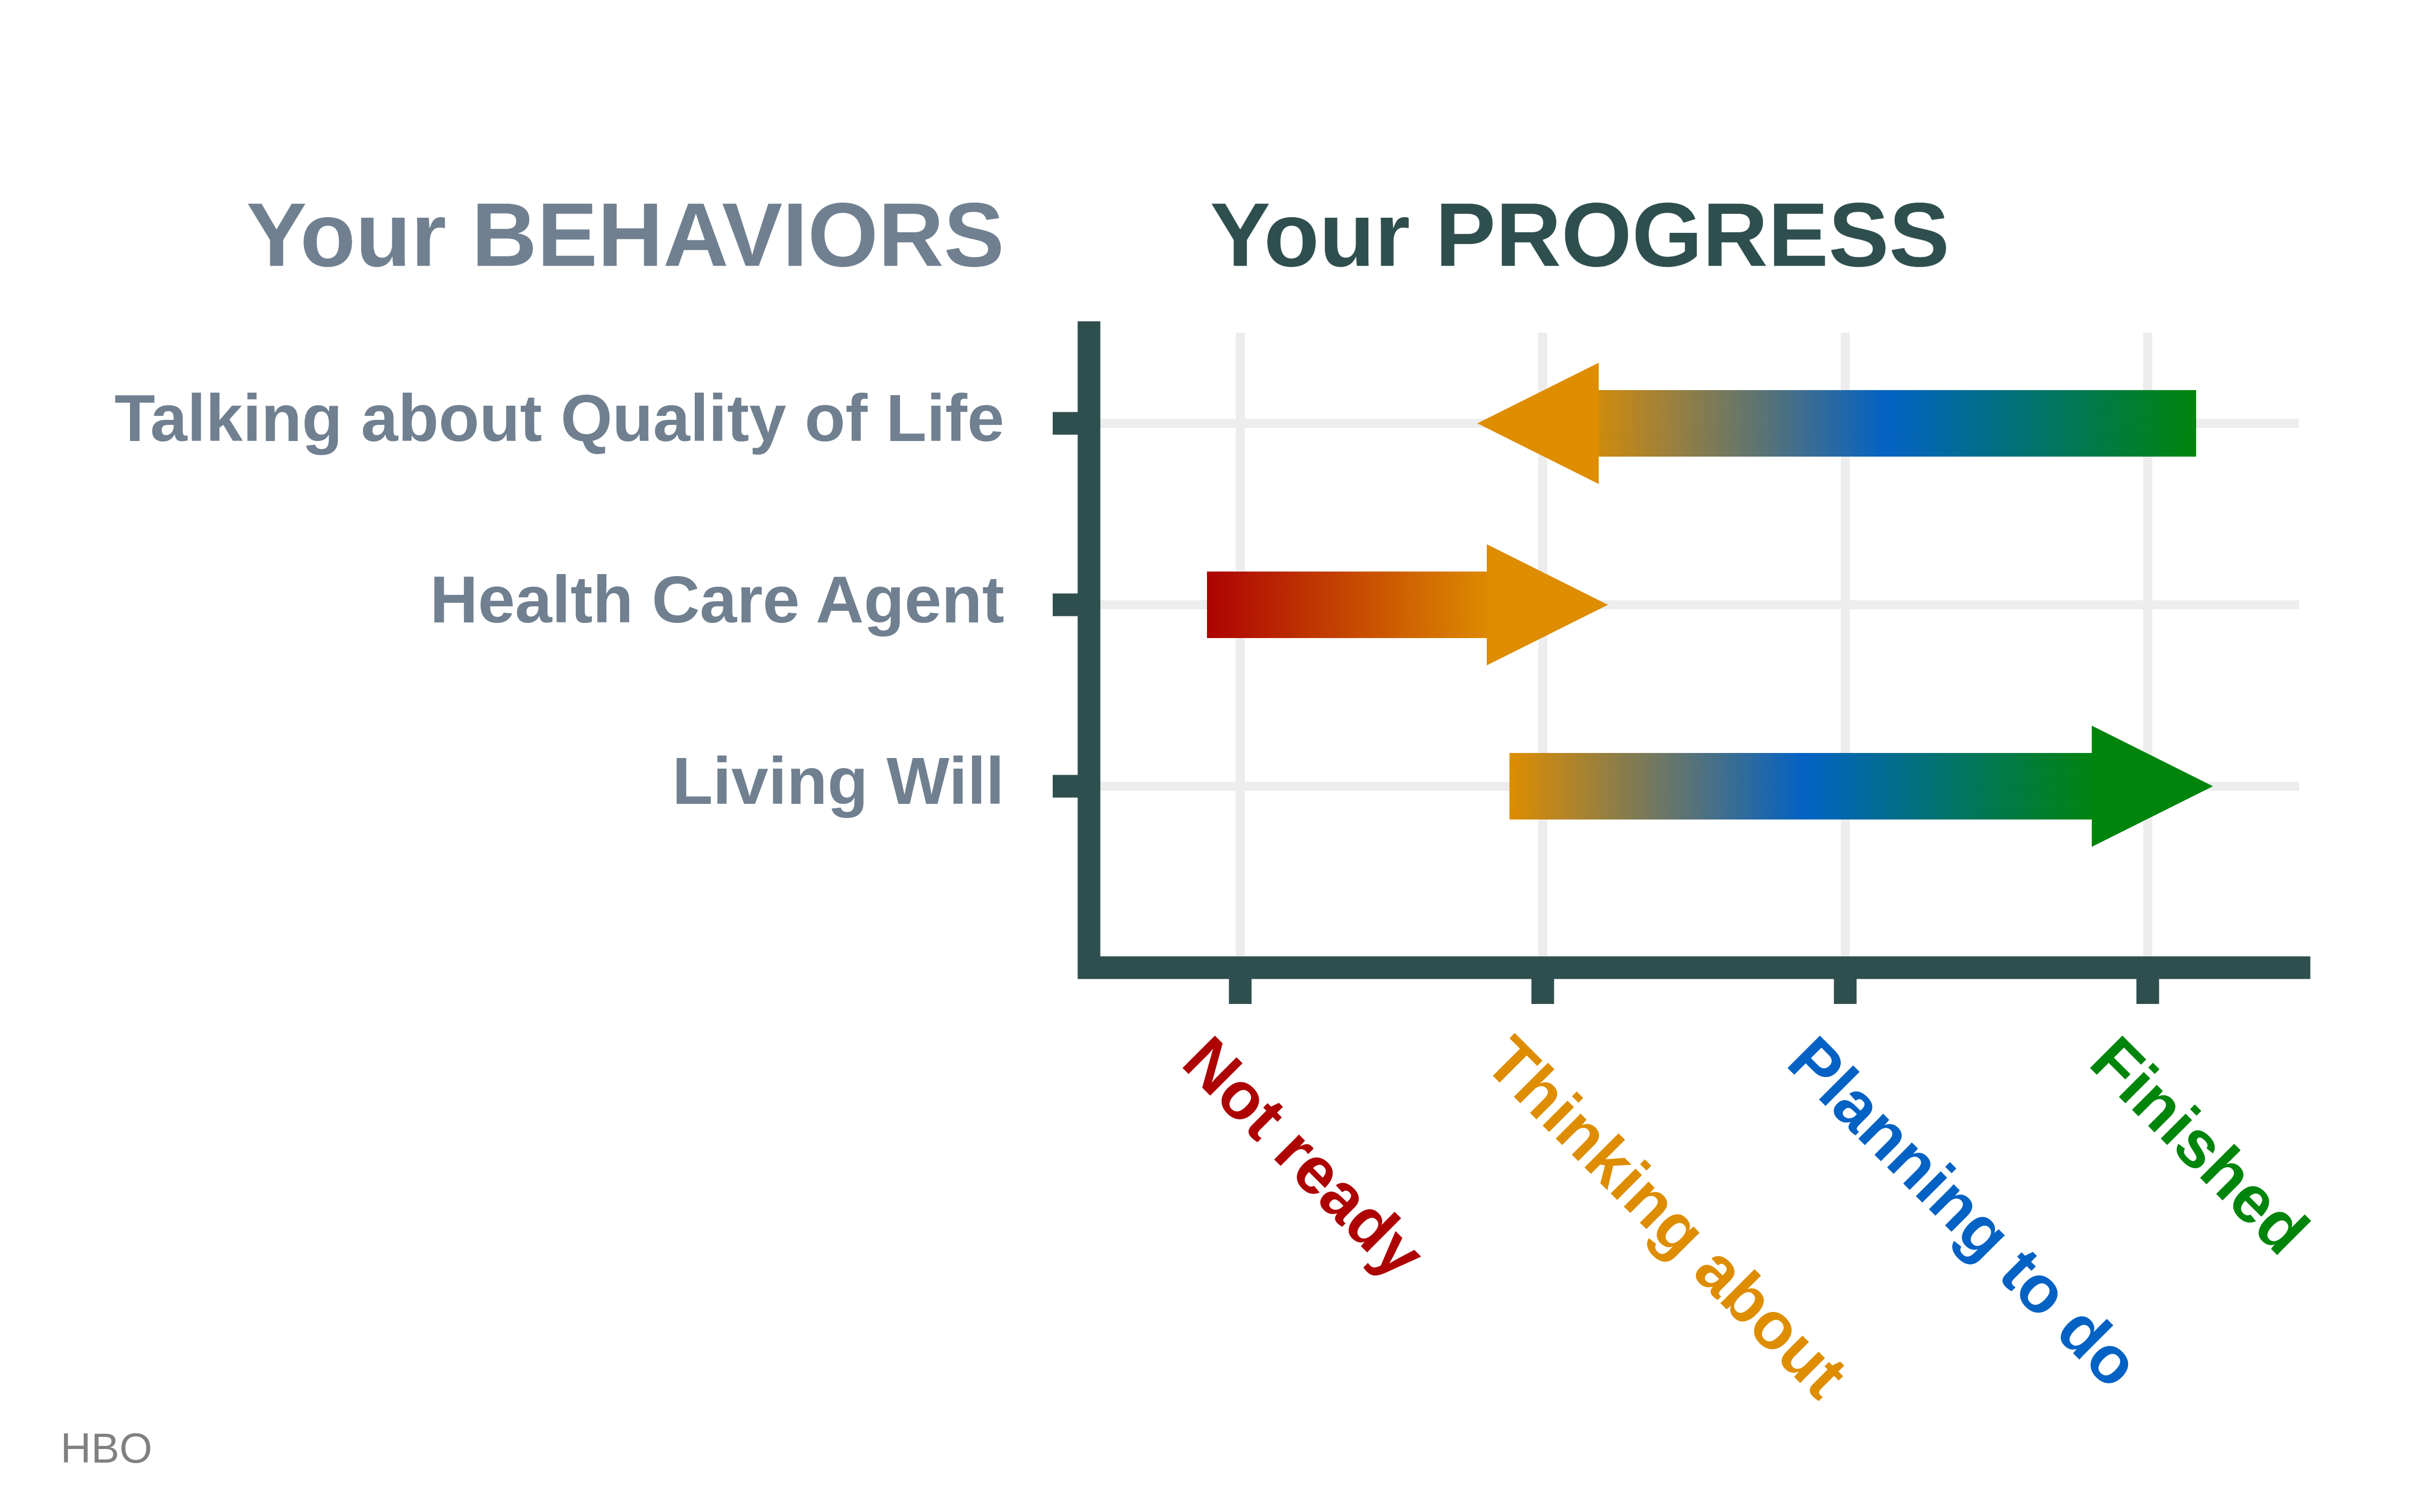 Your BEHAVIORS
Your PROGRESS
Talking about Quality of Life
Health Care Agent
Living Will
Not ready
Thinking about
Planning to do
Finished
HBO